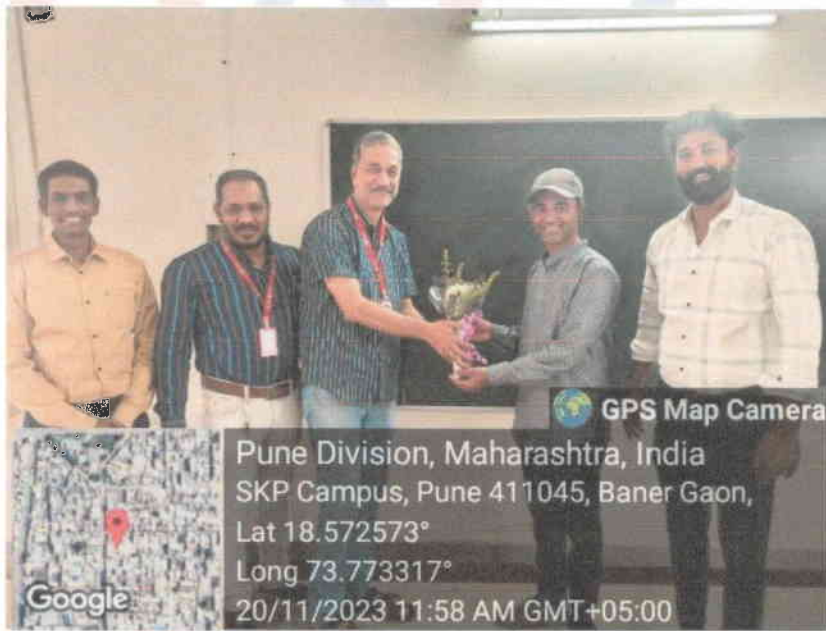 GPS Map Camera
Pune Division, Maharashtra, India
SKP Campus, Pune 411045, Baner Gaon,
Lat 18.572573°
Long 73.773317°
20/11/2023 11:58 AM GMT+05:00
Google